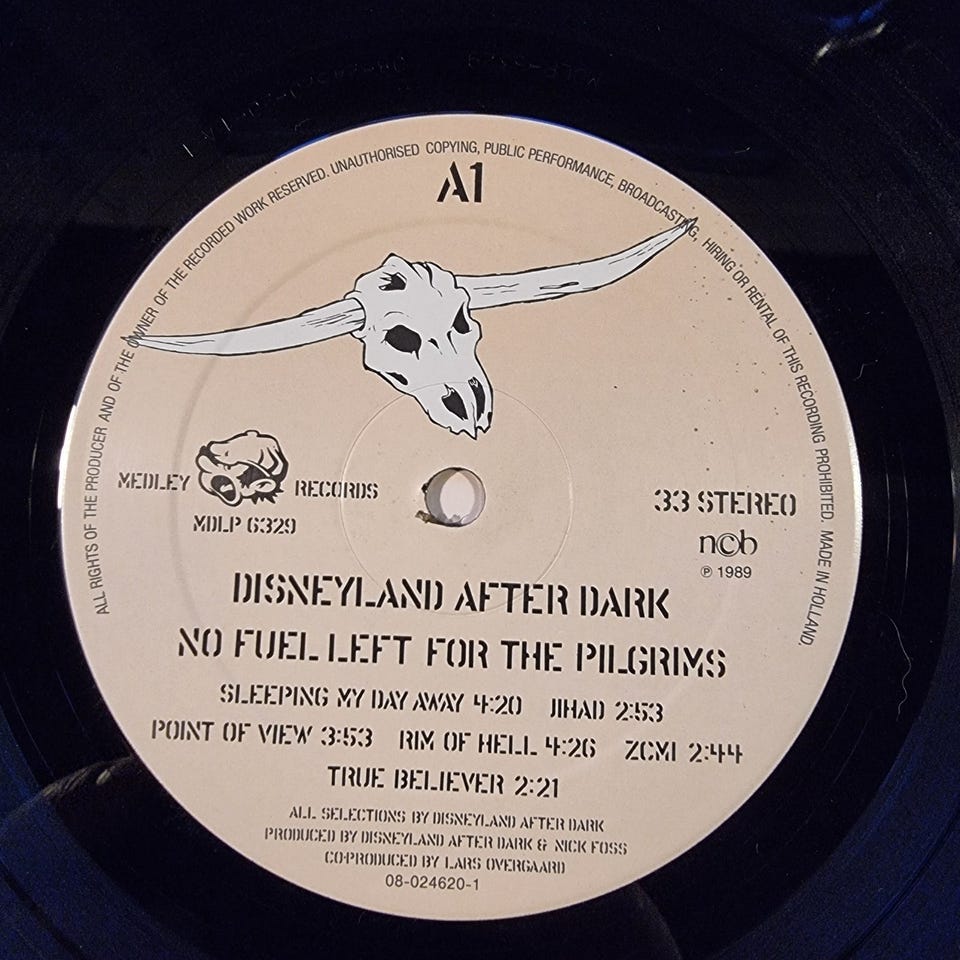 ALL RIGHTS OF THE PRODUCER AND OF THE OWNER OF THE RECORDED WORK RESERVED. UNAUTHORISED COPYING, PUBLIC PERFORMANCE, BROADCASTING, HIRING OR RENTAL OF THIS RECORDING PROHIBITED. MADE IN HOLLAND.
A1
MEDLEY RECORDS
MDLP 6329
33 STEREO
n©b
℗ 1989
DISNEYLAND AFTER DARK
NO FUEL LEFT FOR THE PILGRIMS
SLEEPING MY DAY AWAY 4:20 JIHAD 2:53
POINT OF VIEW 3:53 RIM OF HELL 4:26 ZCMI 2:44
TRUE BELIEVER 2:21
ALL SELECTIONS BY DISNEYLAND AFTER DARK
PRODUCED BY DISNEYLAND AFTER DARK & NICK FOSS
CO-PRODUCED BY LARS OVERGAARD
08-024620-1